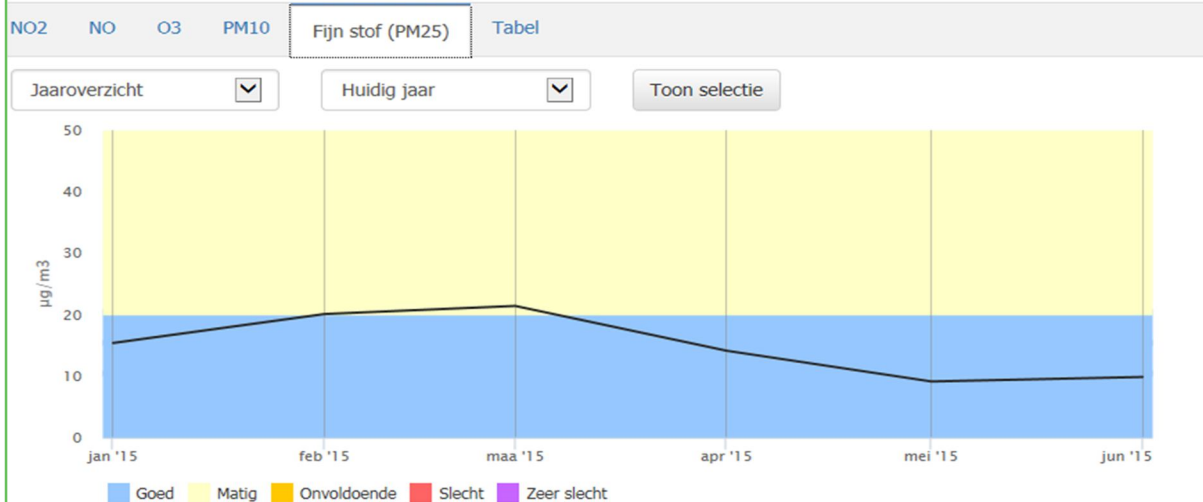 NO2 NO O3 PM10 Fijn stof (PM25) Tabel
Jaaroverzicht Huidig jaar Toon selectie
50
40
30
20
10
0
µg/m3
jan '15 feb '15 maa '15 apr '15 mei '15 jun '15
Goed Matig Onvoldoende Slecht Zeer slecht